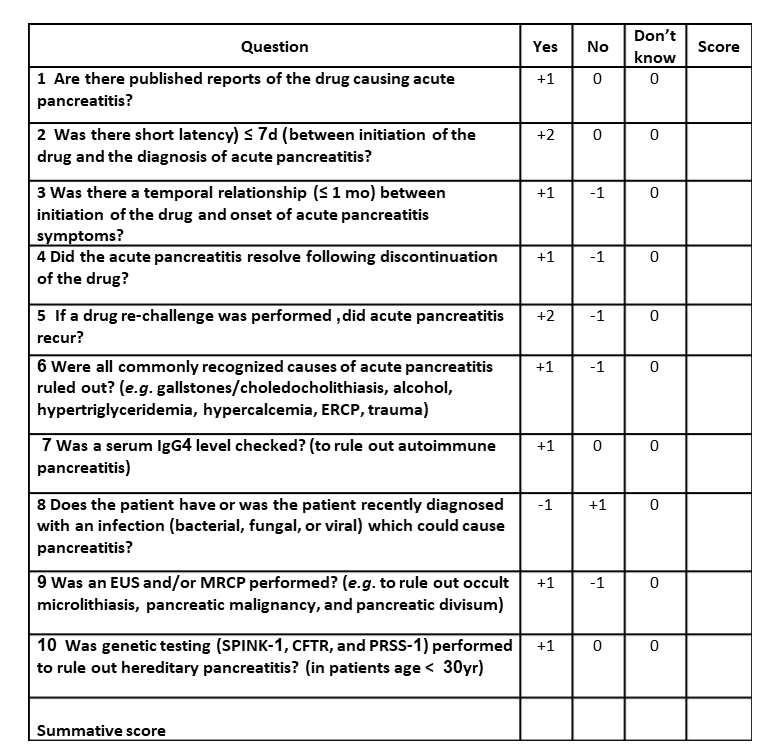 Question Yes No Don’t know Score
1 Are there published reports of the drug causing acute +1 0 0
pancreatitis?
2 Was there short latency) ≤ 7d (between initiation of the +2 0 0
drug and the diagnosis of acute pancreatitis?
3 Was there a temporal relationship (≤ 1 mo) between +1 -1 0
initiation of the drug and onset of acute pancreatitis
symptoms?
4 Did the acute pancreatitis resolve following discontinuation +1 -1 0
of the drug?
5 If a drug re-challenge was performed ,did acute pancreatitis +2 -1 0
recur?
6 Were all commonly recognized causes of acute pancreatitis +1 -1 0
ruled out? (e.g. gallstones/choledocholithiasis, alcohol,
hypertriglyceridemia, hypercalcemia, ERCP, trauma)
7 Was a serum IgG4 level checked? (to rule out autoimmune +1 0 0
pancreatitis)
8 Does the patient have or was the patient recently diagnosed -1 +1 0
with an infection (bacterial, fungal, or viral) which could cause
pancreatitis?
9 Was an EUS and/or MRCP performed? (e.g. to rule out occult +1 -1 0
microlithiasis, pancreatic malignancy, and pancreatic divisum)
10 Was genetic testing (SPINK-1, CFTR, and PRSS-1) performed +1 0 0
to rule out hereditary pancreatitis? (in patients age < 30yr)
Summative score